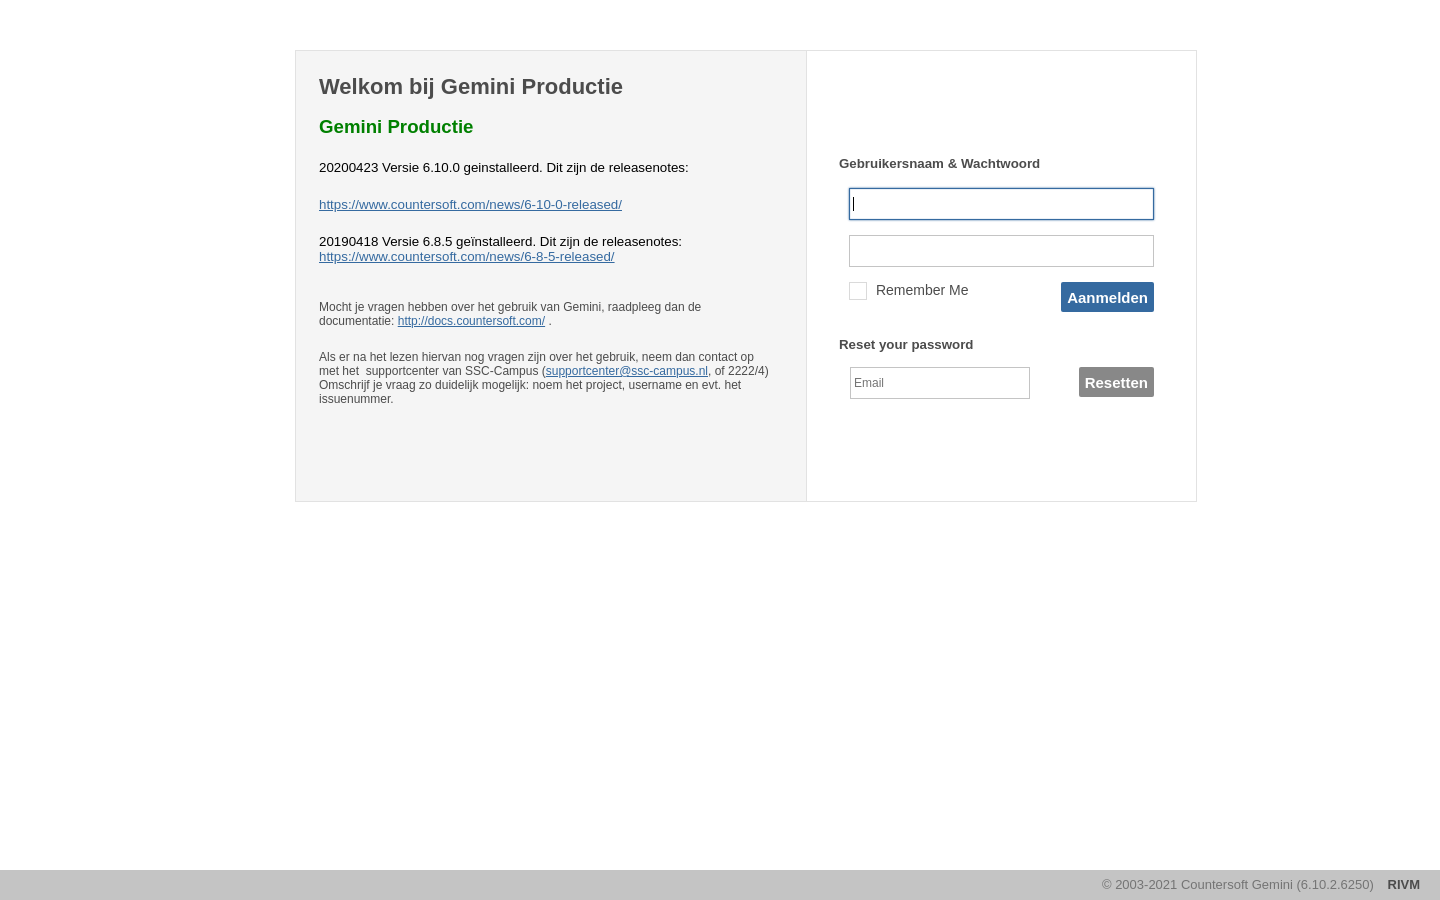 Welkom bij Gemini Productie
Gemini Productie
20200423 Versie 6.10.0 geinstalleerd. Dit zijn de releasenotes:
https://www.countersoft.com/news/6-10-0-released/
20190418 Versie 6.8.5 geïnstalleerd. Dit zijn de releasenotes:
https://www.countersoft.com/news/6-8-5-released/
Mocht je vragen hebben over het gebruik van Gemini, raadpleeg dan de
documentatie: http://docs.countersoft.com/ .
Als er na het lezen hiervan nog vragen zijn over het gebruik, neem dan contact op
met het  supportcenter van SSC-Campus (supportcenter@ssc-campus.nl, of 2222/4)
Omschrijf je vraag zo duidelijk mogelijk: noem het project, username en evt. het
issuenummer.
Gebruikersnaam & Wachtwoord
Remember Me
Aanmelden
Reset your password
Email
Resetten
© 2003-2021 Countersoft Gemini (6.10.2.6250) RIVM